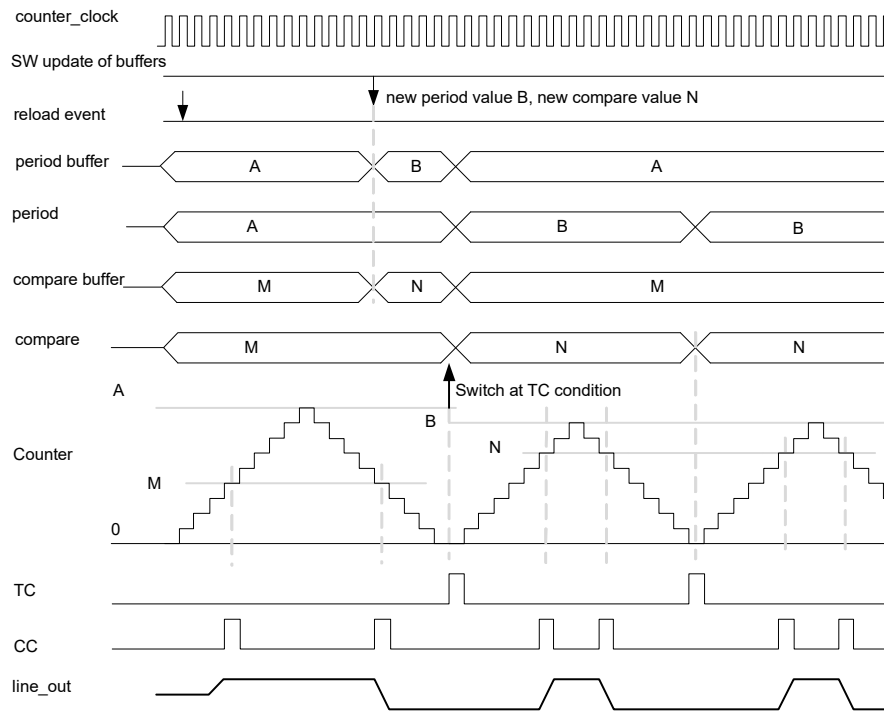 counter_clock
SW update of buffers
new period value B, new compare value N
reload event
period buffer A B A
period A B B
compare buffer M N M
compare M N N
A Switch at TC condition
B
N
Counter
M
0
TC
CC
line_out